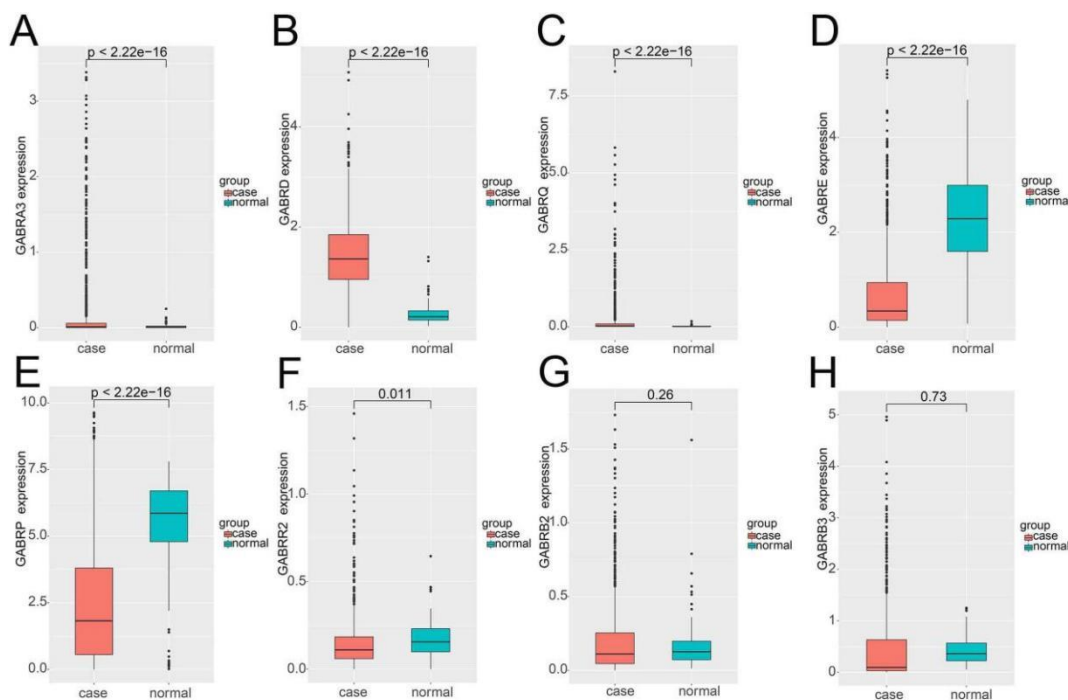 A
p < 2.22e−16
GABRA3 expression
3
2
1
0
case
normal
group
case
normal
B
p < 2.22e−16
GABRD expression
4
2
0
case
normal
group
case
normal
C
p < 2.22e−16
GABRQ expression
7.5
5.0
2.5
0.0
case
normal
group
case
normal
D
p < 2.22e−16
GABRE expression
4
2
0
case
normal
group
case
normal
E
p < 2.22e−16
GABRP expression
10.0
7.5
5.0
2.5
0.0
case
normal
group
case
normal
F
0.011
GABRR2 expression
1.5
1.0
0.5
0.0
case
normal
group
case
normal
G
0.26
GABRB2 expression
1.5
1.0
0.5
0.0
case
normal
group
case
normal
H
0.73
GABRB3 expression
5
4
3
2
1
0
case
normal
group
case
normal